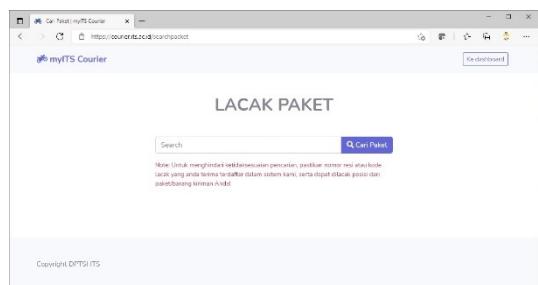 Cari Paket | myITS Courier
https://courier.its.ac.id/searchpacket
myITS Courier
Ke dashboard
LACAK PAKET
Search
Cari Paket
Note: Untuk menghindari ketidaksesuaian pencarian, pastikan nomor resi atau kode
lacak yang anda terima terdaftar dalam sistem kami, serta dapat dilacak posisi dari
paket/barang kiriman Anda!
Copyright DPTSI ITS